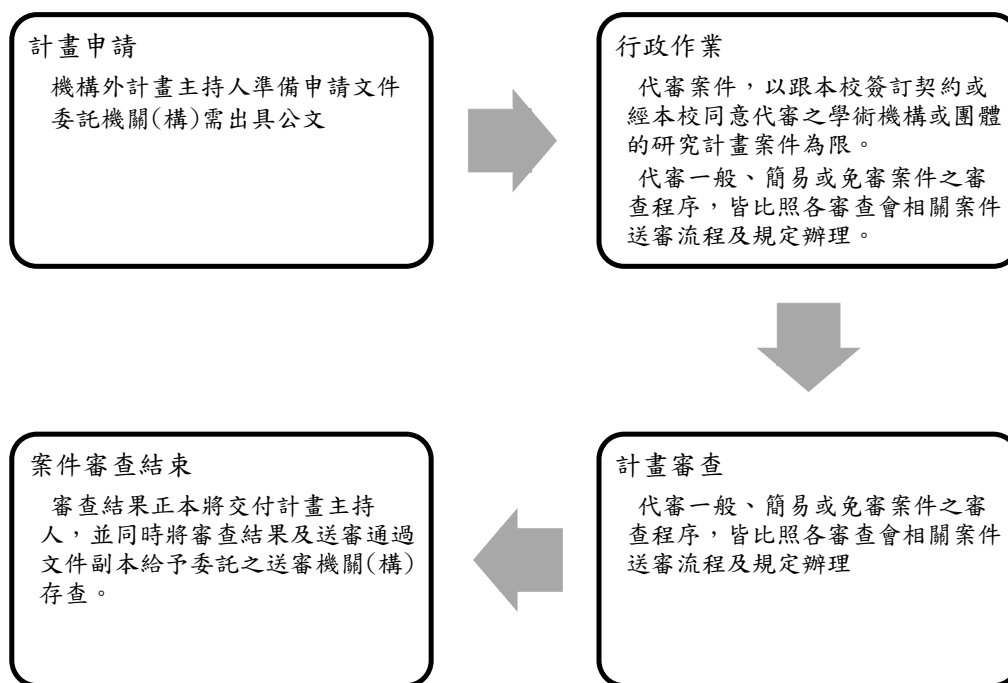 計畫申請
機構外計畫主持人準備申請文件
委託機關(構)需出具公文
行政作業
代審案件，以跟本校簽訂契約或
經本校同意代審之學術機構或團體
的研究計畫案件為限。
代審一般、簡易或免審案件之審
查程序，皆比照各審查會相關案件
送審流程及規定辦理。
計畫審查
代審一般、簡易或免審案件之審
查程序，皆比照各審查會相關案件
送審流程及規定辦理
案件審查結束
審查結果正本將交付計畫主持
人，並同時將審查結果及送審通過
文件副本給予委託之送審機關(構)
存查。